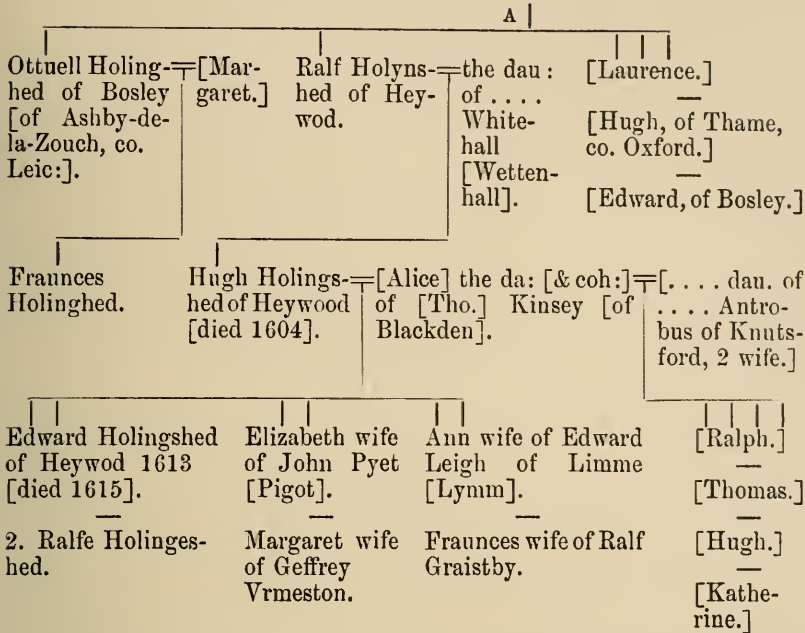 A
Ottuell Holing-
hed of Bosley
[of Ashby-de-
la-Zouch, co.
Leic:].
[Mar-
garet.]
Ralf Holyns-
hed of Hey-
wod.
the dau:
of ....
White-
hall
[Wetten-
hall].
[Laurence.]
—
[Hugh, of Thame,
co. Oxford.]
—
[Edward, of Bosley.]
Fraunces
Holinghed.
Hugh Holings-
hed of Heywood
[died 1604].
[Alice] the da: [& coh:]
of [Tho.] Kinsey [of
Blackden].
[.... dau. of
.... Antro-
bus of Knuts-
ford, 2 wife.]
Edward Holingshed
of Heywod 1613
[died 1615].
—
2. Ralfe Holinges-
hed.
Elizabeth wife
of John Pyet
[Pigot].
—
Margaret wife
of Geffrey
Vrmeston.
Ann wife of Edward
Leigh of Limme
[Lymm].
—
Fraunces wife of Ralf
Graistby.
[Ralph.]
—
[Thomas.]
—
[Hugh.]
—
[Kathe-
rine.]